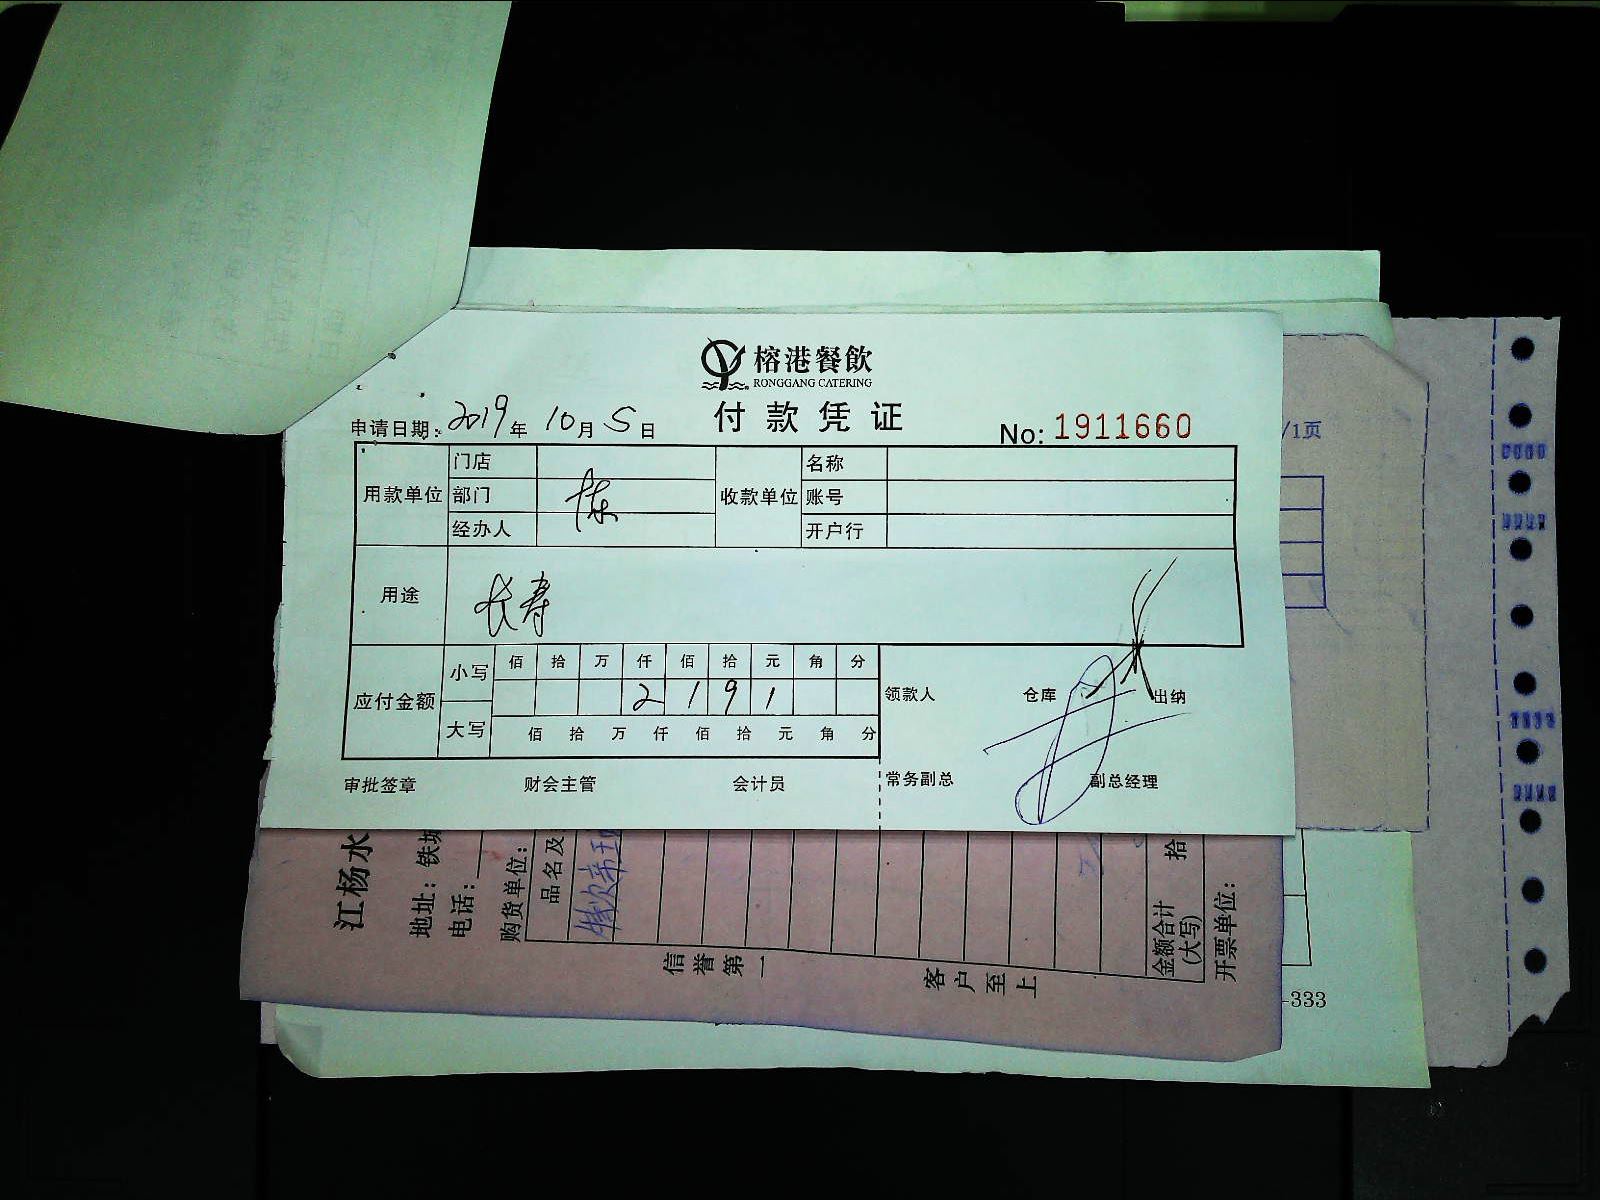 榕港餐飲
RONGGANG CATERING
付款凭证
申请日期: 2019年 10月 5日
No: 1911660
用款单位 门店 收款单位 名称
部门 陈 账号
经办人 开户行
用途 长寿
应付金额 小写 佰 拾 万 仟 佰 拾 元 角 分
2 1 9 1
大写 佰 拾 万 仟 佰 拾 元 角 分
领款人 仓库 出纳
审批签章 财会主管 会计员 常务副总 副总经理
/1页
江杨水
地址: 铁城
电话:
购货单位:
品名及
信誉第一
客户至上
拾
金额合计
(大写)
开票单位:
-333